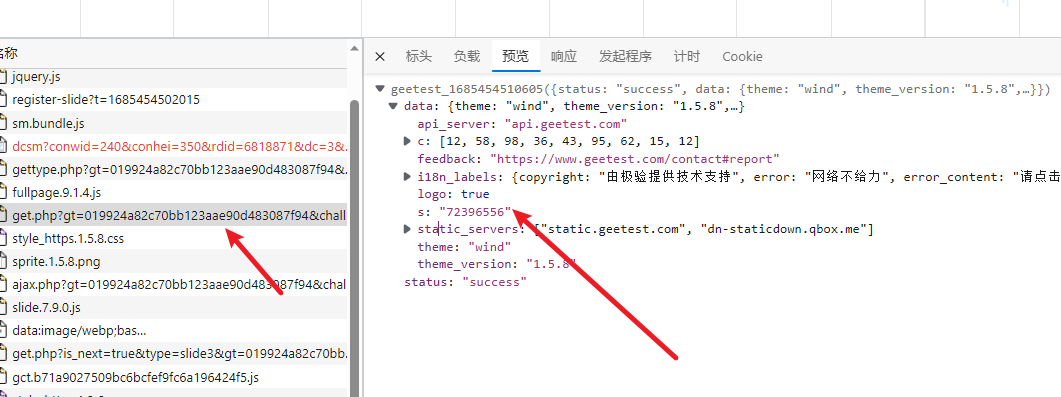 名称
jquery.js
register-slide?t=1685454502015
sm.bundle.js
dcsm?conwid=240&conhei=350&rdid=6818871&dc=3&.
gettype.php?gt=019924a82c70bb123aae90d483087f94&.
fullpage.9.1.4.js
get.php?gt=019924a82c70bb123aae90d483087f94&chall
style_https.1.5.8.css
sprite.1.5.8.png
ajax.php?gt=019924a82c70bb123aae90d483087f94&chal
slide.7.9.0.js
data:image/webp;bas...
get.php?is_next=true&type=slide3&gt=019924a82c70bb.
gct.b71a9027509bc6bcfef9fc6a196424f5.js
标头 负载 预览 响应 发起程序 计时 Cookie
geetest_1685454510605({status: "success", data: {theme: "wind", theme_version: "1.5.8",…}})
data: {theme: "wind", theme_version: "1.5.8",…}
api_server: "api.geetest.com"
c: [12, 58, 98, 36, 43, 95, 62, 15, 12]
feedback: "https://www.geetest.com/contact#report"
i18n_labels: {copyright: "由极验提供技术支持", error: "网络不给力", error_content: "请点击
logo: true
s: "72396556"
static_servers: ["static.geetest.com", "dn-staticdown.qbox.me"]
theme: "wind"
theme_version: "1.5.8"
status: "success"